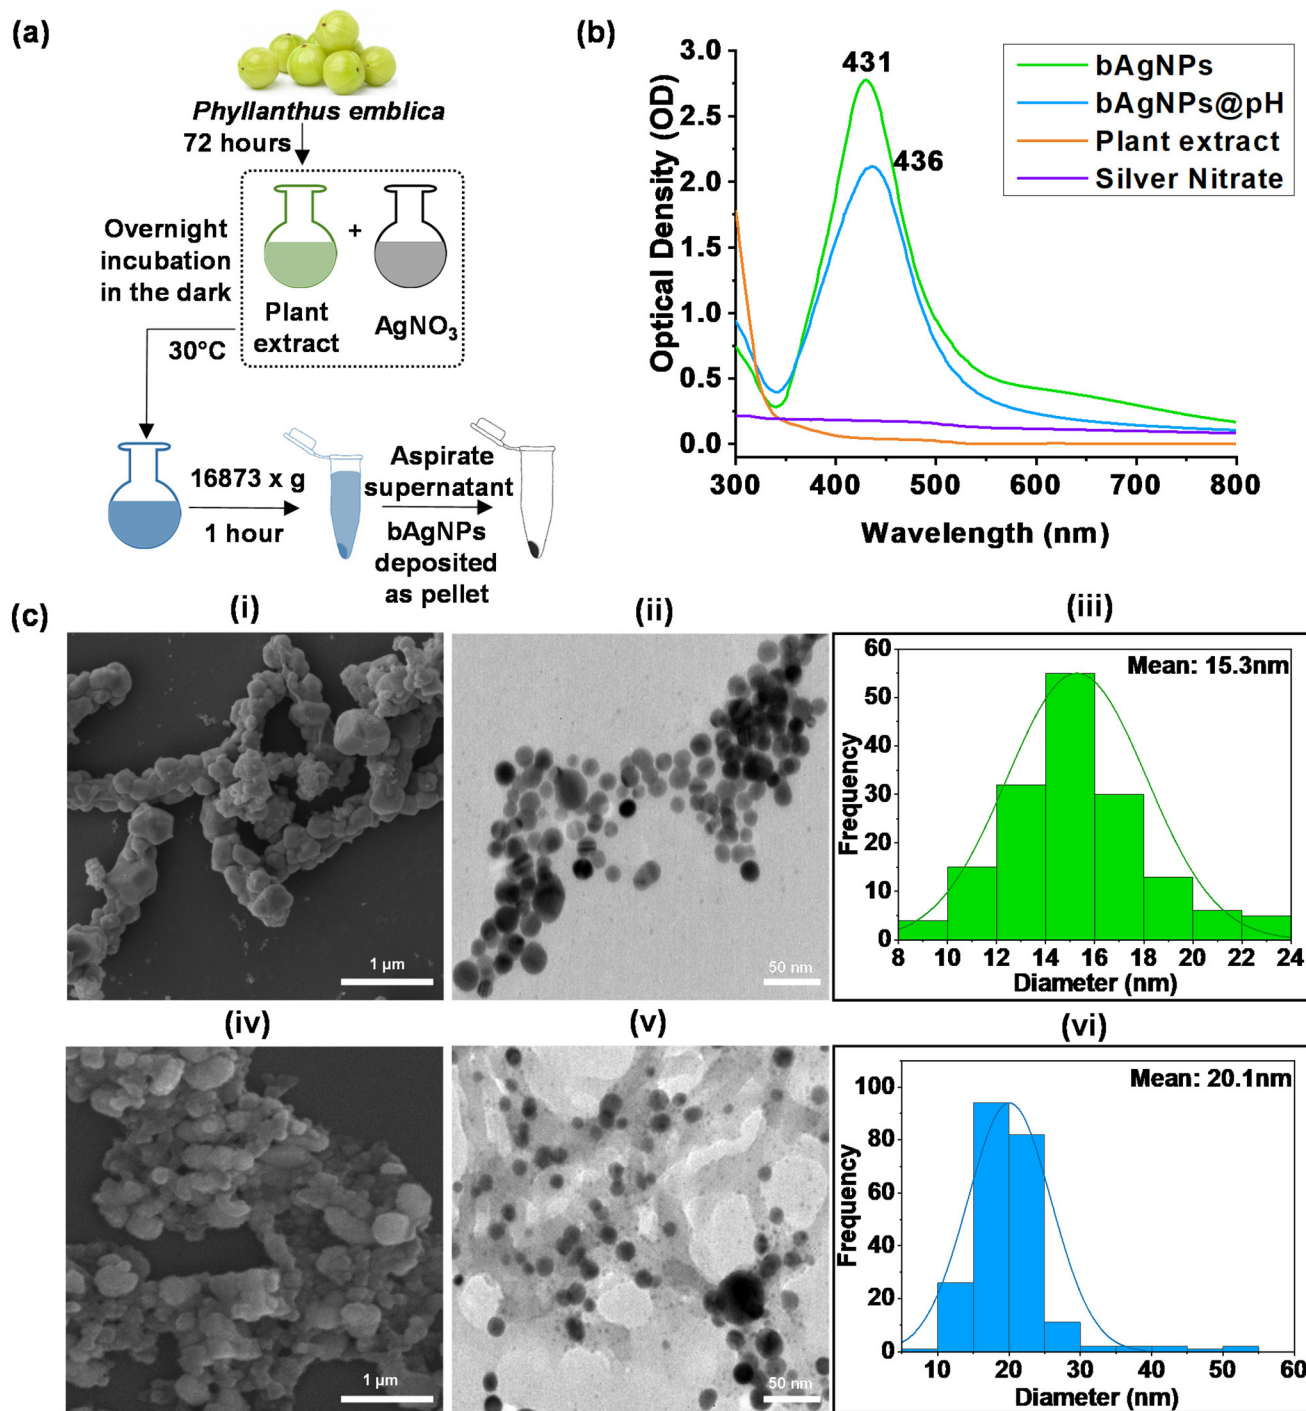 (a)
Phyllanthus emblica
72 hours
Overnight
incubation
in the dark
+
Plant
extract
AgNO3
30°C
16873 x g
1 hour
Aspirate
supernatant
bAgNPs
deposited
as pellet
(b)
3.0
2.5
2.0
1.5
1.0
0.5
0.0
Optical Density (OD)
431
436
bAgNPs
bAgNPs@pH
Plant extract
Silver Nitrate
300 400 500 600 700 800
Wavelength (nm)
(c)
(i)
1 µm
(ii)
50 nm
(iii)
Mean: 15.3nm
60
50
40
30
20
10
0
Frequency
8 10 12 14 16 18 20 22 24
Diameter (nm)
(iv)
1 µm
(v)
50 nm
(vi)
Mean: 20.1nm
100
80
60
40
20
0
Frequency
10 20 30 40 50 60
Diameter (nm)